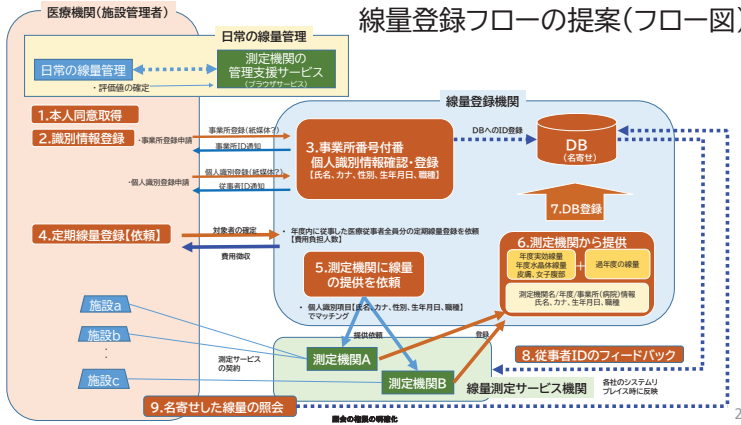 線量登録フローの提案(フロー図)
医療機関(施設管理者)
日常の線量管理
日常の線量管理
測定機関の
管理支援サービス
(ブラウザサービス)
・評価値の確定
1.本人同意取得
2.識別情報登録
・事業所登録申請
・個人識別登録申請
事業所登録(紙媒体?)
事業所ID通知
個人識別登録(紙媒体?)
従事者ID通知
線量登録機関
3.事業所番号付番
個人識別情報確認・登録
【氏名、カナ、性別、生年月日、職種】
DBへのID登録
DB
(名寄せ)
7.DB登録
4.定期線量登録【依頼】
対象者の確定
費用徴収
・ 年度内に従事した医療従事者全員分の定期線量登録を依頼
【費用負担人数】
5.測定機関に線量
の提供を依頼
・ 個人識別項目【氏名、カナ、性別、生年月日、職種】
でマッチング
6.測定機関から提供
年度実効線量
年度水晶体線量
皮膚、女子腹部
+
過年度の線量
測定機関名/年度/事業所(病院)情報
氏名、カナ、生年月日、職種
施設a
施設b
:
施設c
測定サービス
の契約
提供依頼
登録
測定機関A
測定機関B
線量測定サービス機関
8.従事者IDのフィードバック
各社のシステムリ
プレイス時に反映
9.名寄せした線量の照会
照会の権限の明確化
2